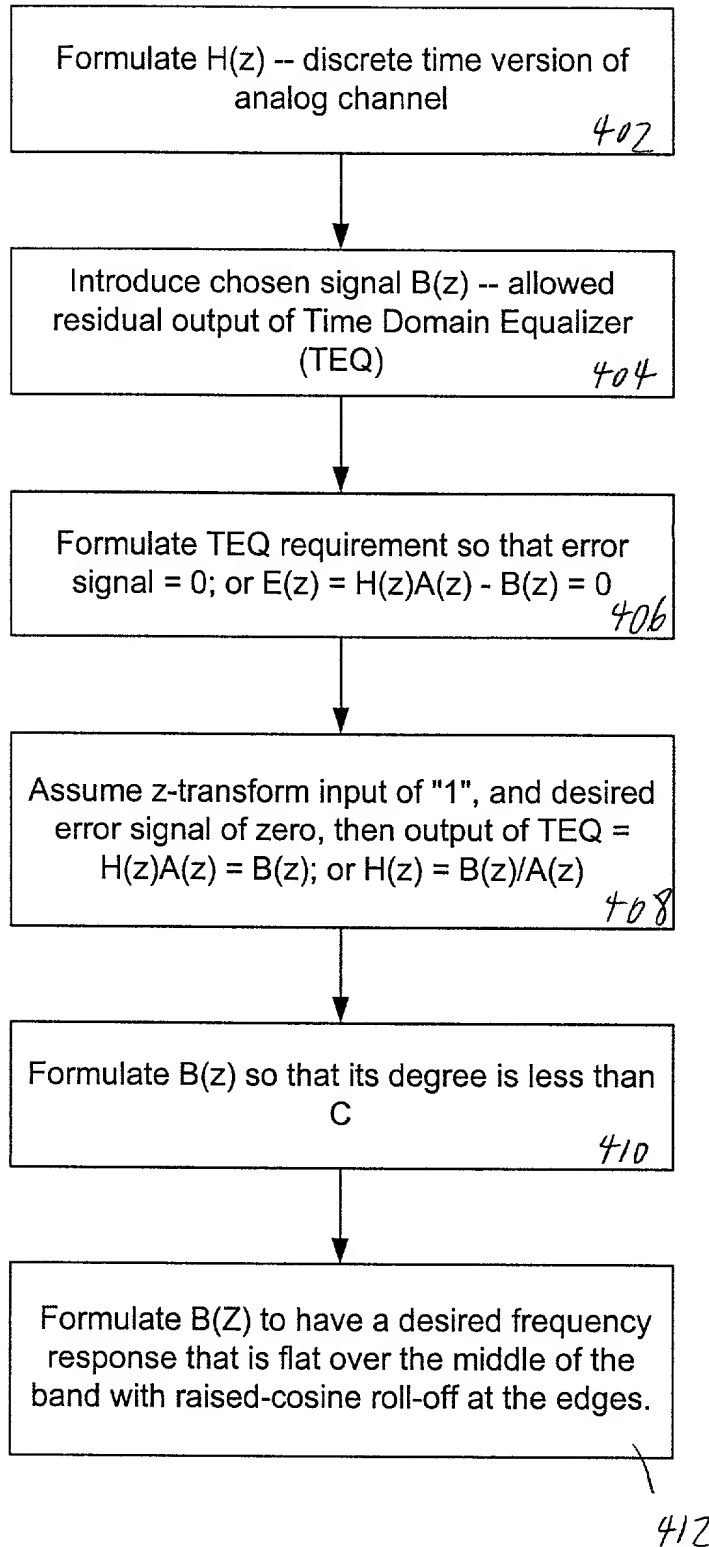 Formulate H(z) -- discrete time version of
analog channel
402
Introduce chosen signal B(z) -- allowed
residual output of Time Domain Equalizer
(TEQ)
404
Formulate TEQ requirement so that error
signal = 0; or E(z) = H(z)A(z) - B(z) = 0
406
Assume z-transform input of "1", and desired
error signal of zero, then output of TEQ =
H(z)A(z) = B(z); or H(z) = B(z)/A(z)
408
Formulate B(z) so that its degree is less than
C
410
Formulate B(Z) to have a desired frequency
response that is flat over the middle of the
band with raised-cosine roll-off at the edges.
412